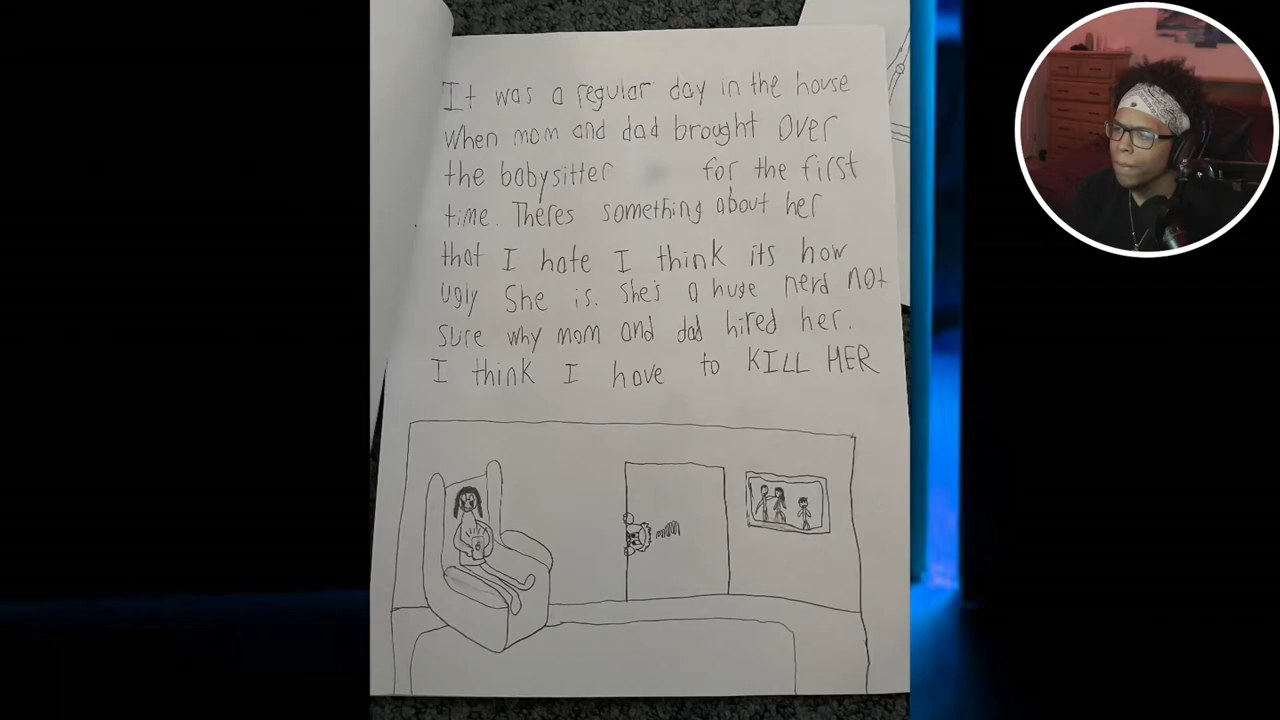 It was a regular day in the house
when mom and dad brought over
the babysitter for the first
time. Theres something about her
that I hate I think its how
ugly She is. She's a huge nerd not
sure why mom and dad hired her.
I think I have to KILL HER